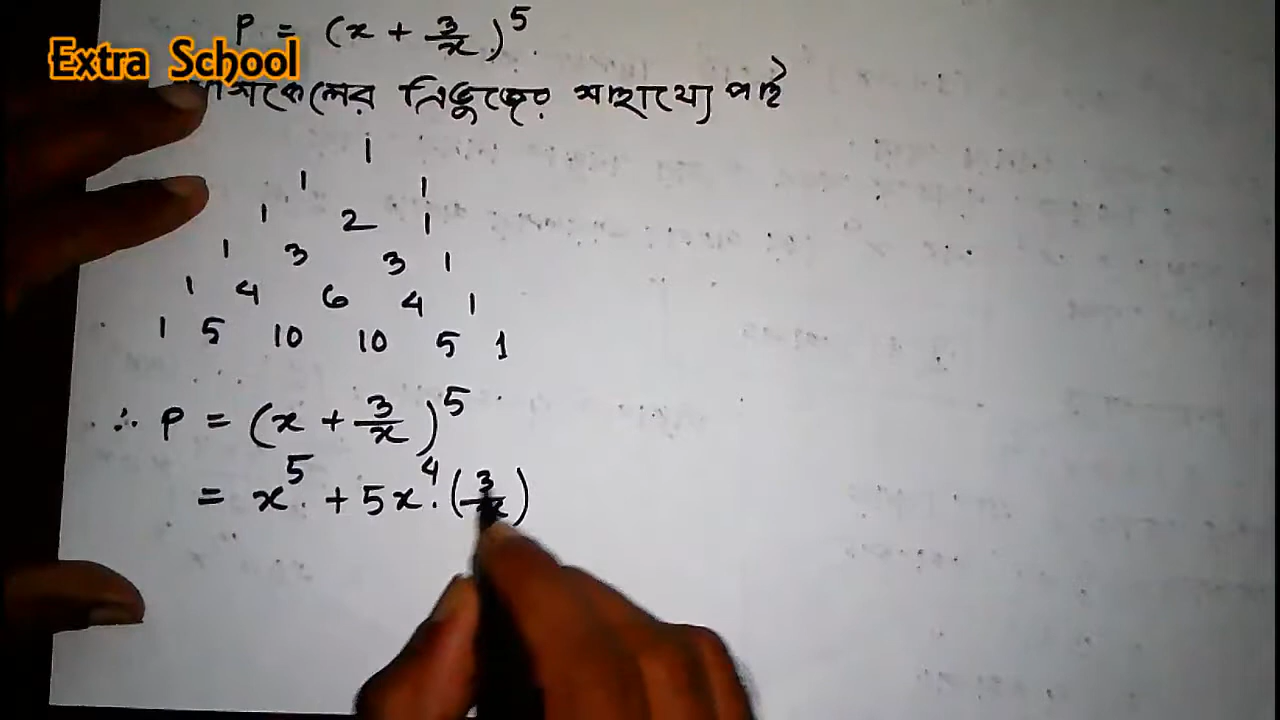 P = (x + 3/x)^5
Extra School
ত্রিভুজের সাহায্যে পাই
1
1 1
1 2 1
1 3 3 1
1 4 6 4 1
1 5 10 10 5 1
∴ P = (x + 3/x)^5
= x^5 + 5x^4 . (3/x)